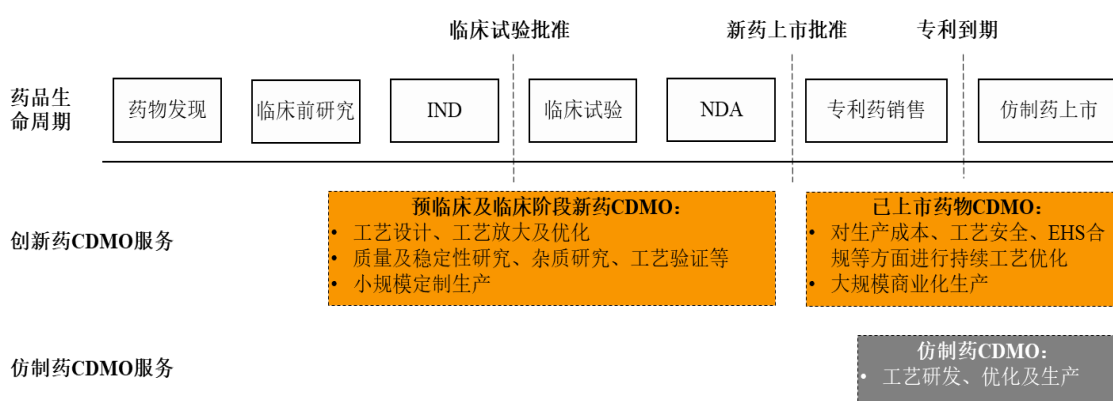 临床试验批准 新药上市批准 专利到期
药品生
命周期
药物发现 临床前研究 IND 临床试验 NDA 专利药销售 仿制药上市
创新药CDMO服务
预临床及临床阶段新药CDMO：
• 工艺设计、工艺放大及优化
• 质量及稳定性研究、杂质研究、工艺验证等
• 小规模定制生产
已上市药物CDMO：
• 对生产成本、工艺安全、EHS合
规等方面进行持续工艺优化
• 大规模商业化生产
仿制药CDMO服务
仿制药CDMO：
• 工艺研发、优化及生产